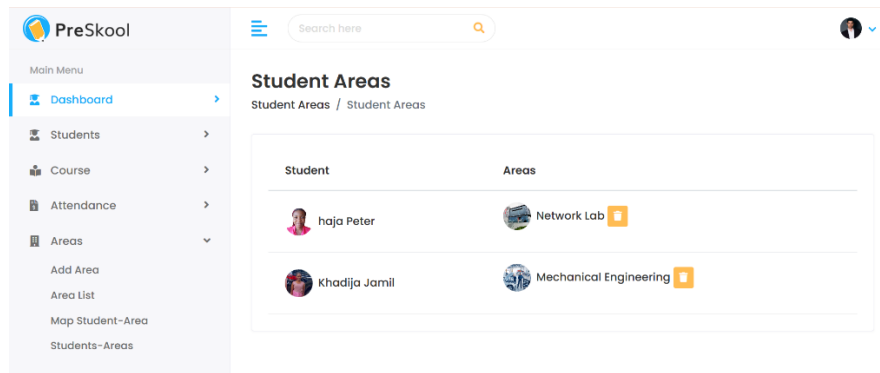 PreSkool
Search here
Main Menu
Dashboard
Students
Course
Attendance
Areas
Add Area
Area List
Map Student-Area
Students-Areas
Student Areas
Student Areas / Student Areas
Student Areas
haja Peter Network Lab
Khadija Jamil Mechanical Engineering